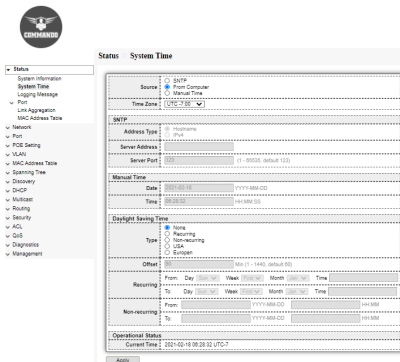 COMMANDO
Status System Time
Status
System Information
System Time
Logging Message
Port
Link Aggregation
MAC Address Table
Network
Port
POE Setting
VLAN
MAC Address Table
Spanning Tree
Discovery
DHCP
Multicast
Routing
Security
ACL
QoS
Diagnostics
Management
Source
SNTP
From Computer
Manual Time
Time Zone UTC -7:00
SNTP
Address Type
Hostname
IPv4
Server Address
Server Port 123 (1 - 65535, default 123)
Manual Time
Date 2021-02-18 YYYY-MM-DD
Time 06:28:32 HH:MM:SS
Daylight Saving Time
Type
None
Recurring
Non-recurring
USA
Europen
Offset 60 Min (1 - 1440, default 60)
Recurring
From: Day Sun Week First Month Jan Time
To: Day Sun Week First Month Jan Time
Non-recurring
From: YYYY-MM-DD HH:MM
To: YYYY-MM-DD HH:MM
Operational Status
Current Time 2021-02-18 06:28:32 UTC-7
Apply